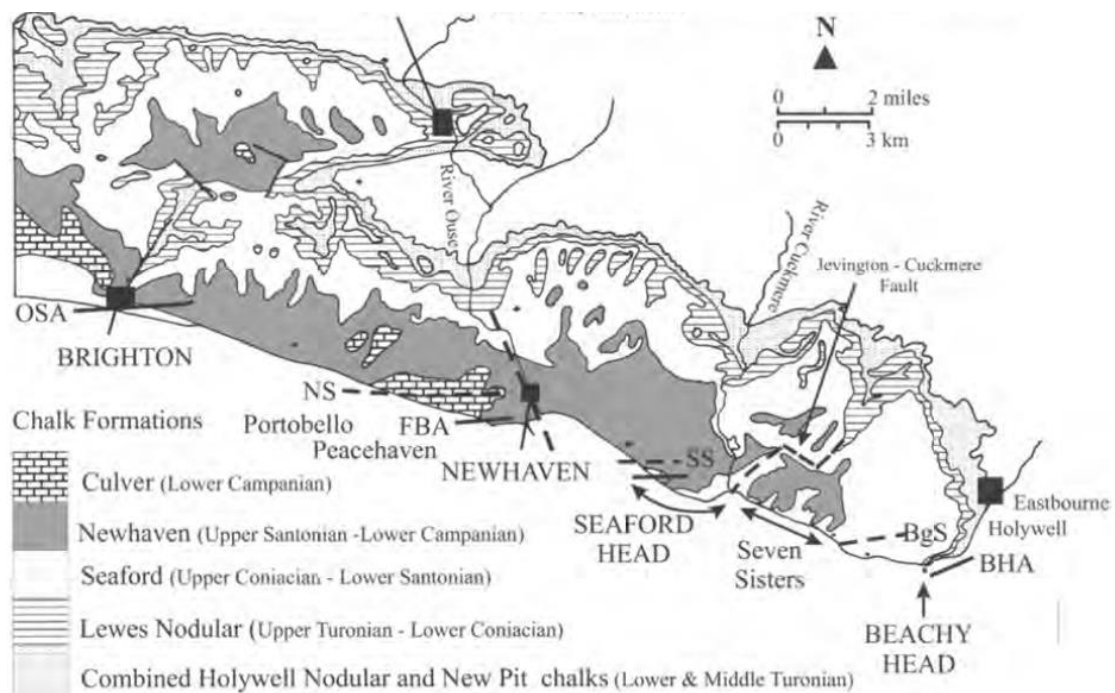 N
0 2 miles
0 3 km
River Ouse
River Cuckmere
Jevington - Cuckmere
Fault
OSA
BRIGHTON
NS
Portobello
Peacehaven
FBA
NEWHAVEN
SS
SEAFORD
HEAD
Seven
Sisters
BgS
Eastbourne
Holywell
BHA
BEACHY
HEAD
Chalk Formations
Culver (Lower Campanian)
Newhaven (Upper Santonian -Lower Campanian)
Seaford (Upper Coniacian - Lower Santonian)
Lewes Nodular (Upper Turonian - Lower Coniacian)
Combined Holywell Nodular and New Pit chalks (Lower & Middle Turonian)